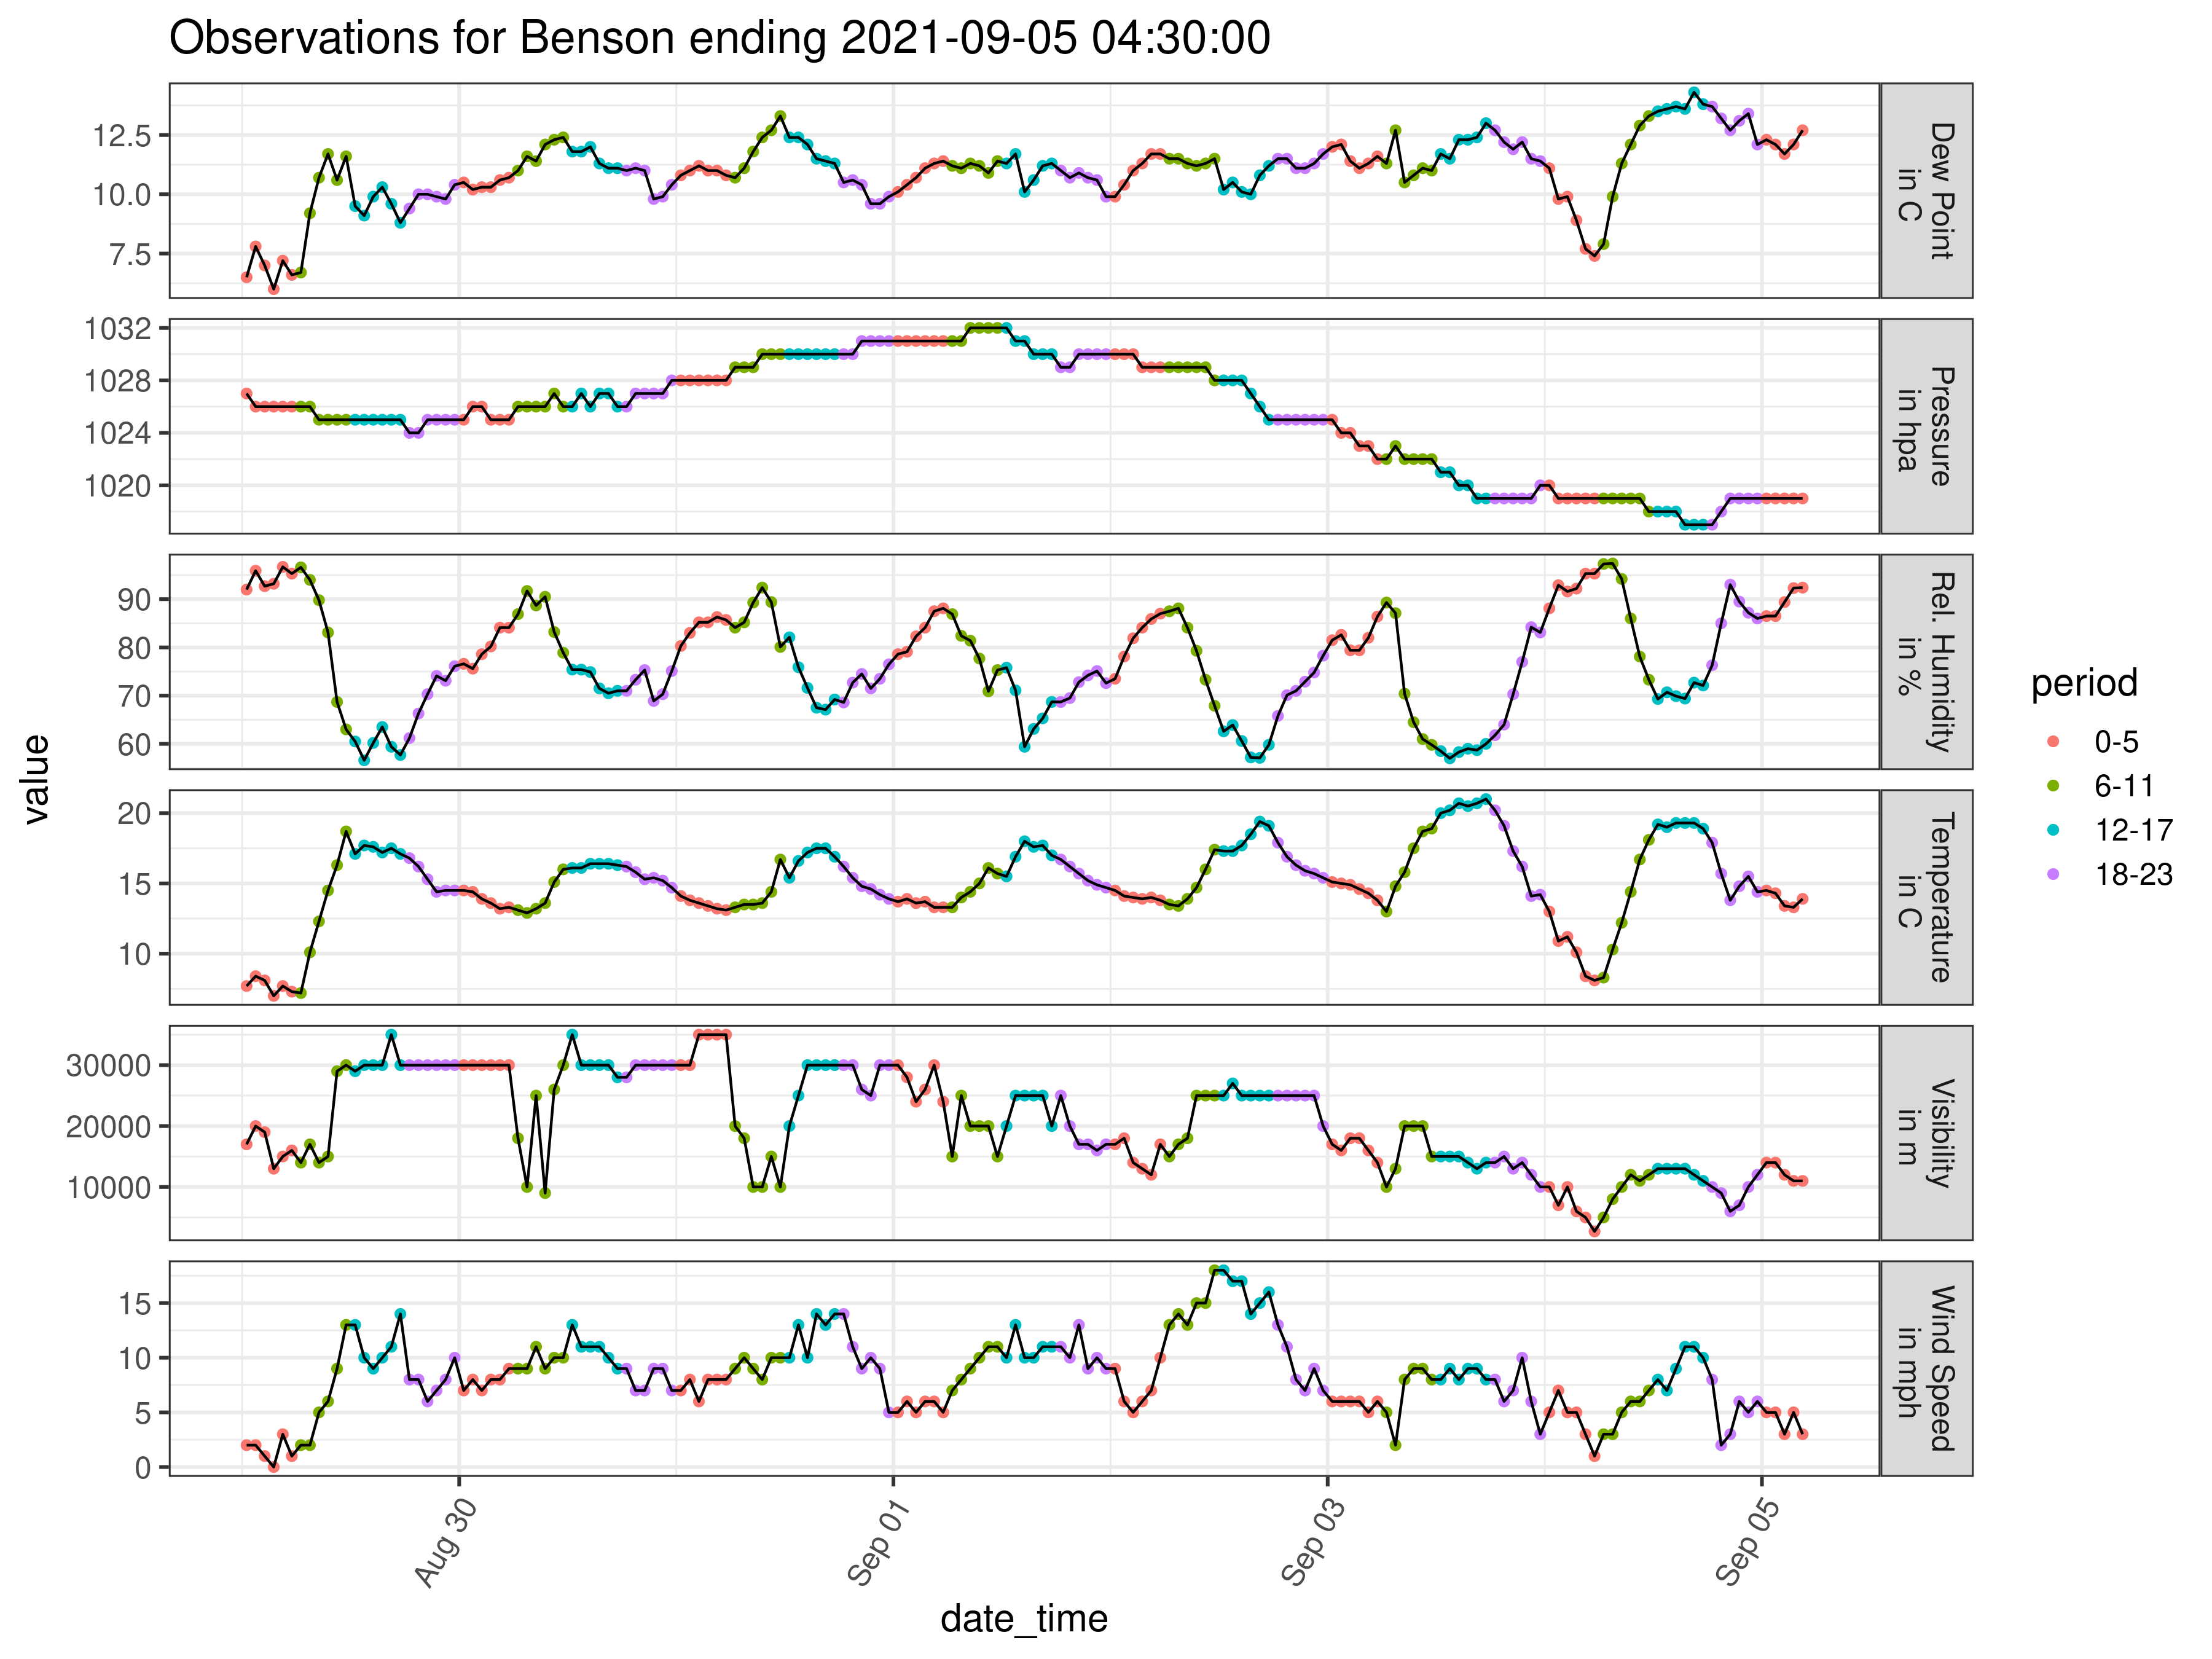 Observations for Benson ending 2021-09-05 04:30:00
12.5
10.0
7.5
Dew Point
in C
1032
1028
1024
1020
Pressure
in hpa
90
80
70
60
Rel. Humidity
in %
20
15
10
Temperature
in C
30000
20000
10000
Visibility
in m
15
10
5
0
Wind Speed
in mph
value
Aug 30
Sep 01
Sep 03
Sep 05
date_time
period
0-5
6-11
12-17
18-23